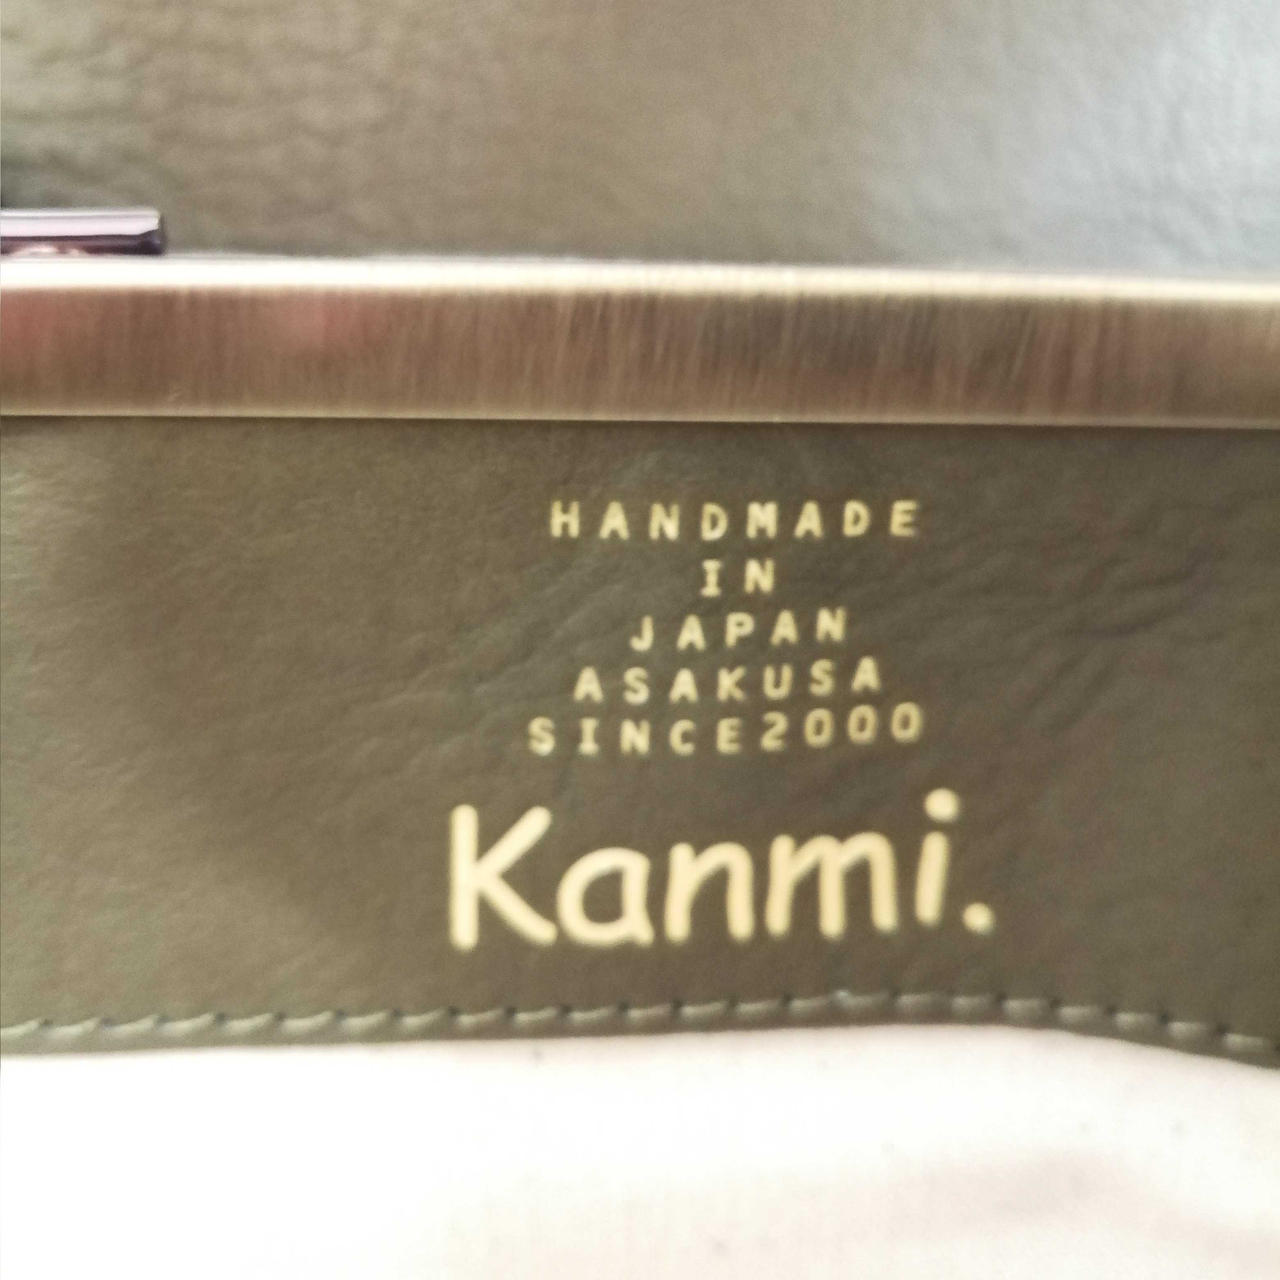 HANDMADE
IN
JAPAN
ASAKUSA
SINCE2000
Kanmi.